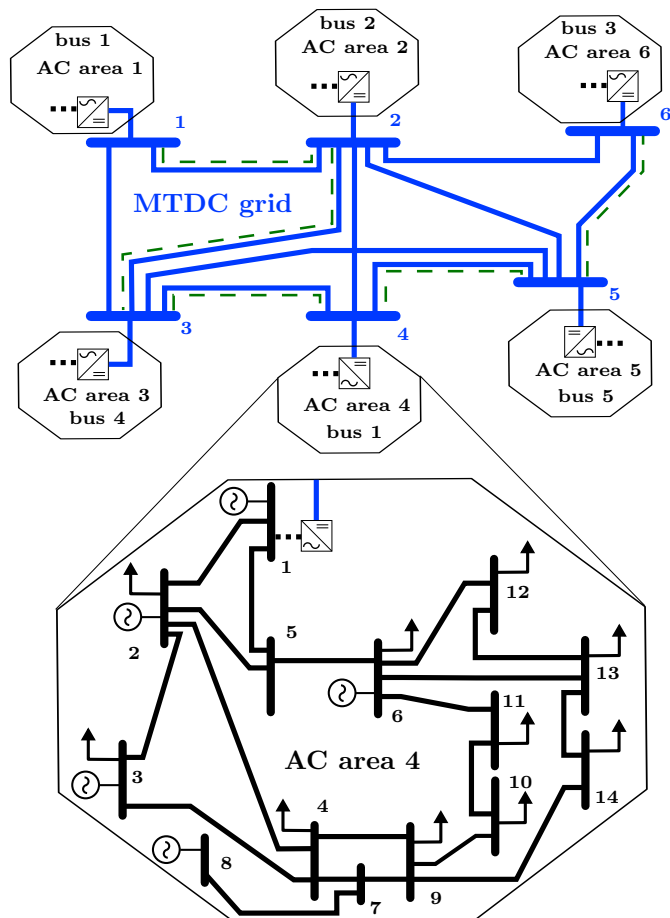 bus 1
AC area 1
bus 2
AC area 2
bus 3
AC area 6
1
2
6
MTDC grid
3
4
5
AC area 3
bus 4
AC area 4
bus 1
AC area 5
bus 5
1
2
3
4
5
6
7
8
9
10
11
12
13
14
AC area 4